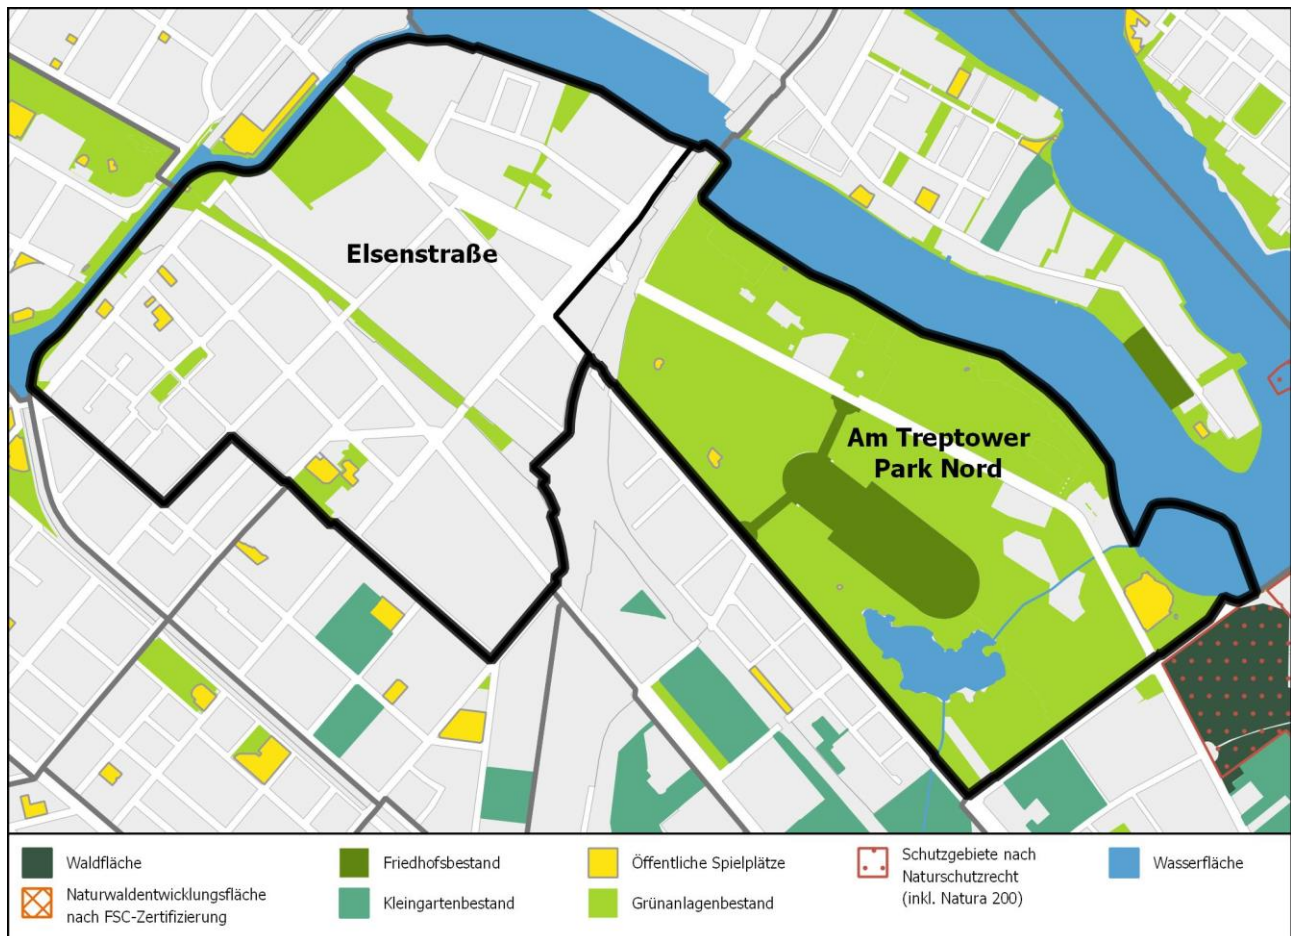 Elsenstraße
Am Treptower
Park Nord
Waldfläche
Naturwaldentwicklungsfläche
nach FSC-Zertifizierung
Friedhofsbestand
Kleingartenbestand
Öffentliche Spielplätze
Grünanlagenbestand
Schutzgebiete nach
Naturschutzrecht
(inkl. Natura 200)
Wasserfläche